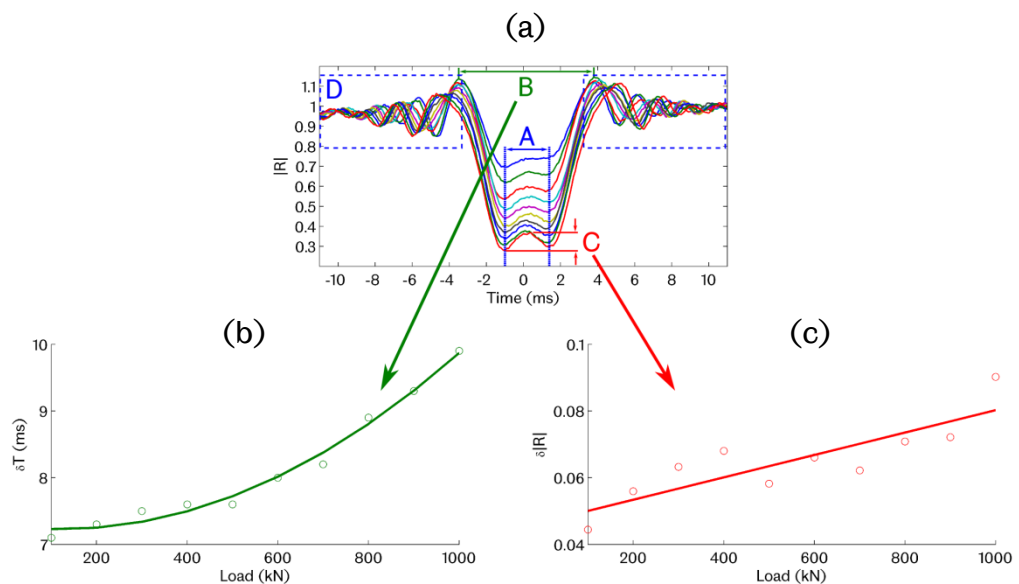 (a)
D
B
A
C
1.1
1
0.9
0.8
0.7
0.6
0.5
0.4
0.3
|R|
-10 -8 -6 -4 -2 0 2 4 6 8 10
Time (ms)
(b)
10
9
8
7
δT (ms)
200 400 600 800 1000
Load (kN)
(c)
0.1
0.08
0.06
0.04
δ|R|
200 400 600 800 1000
Load (kN)